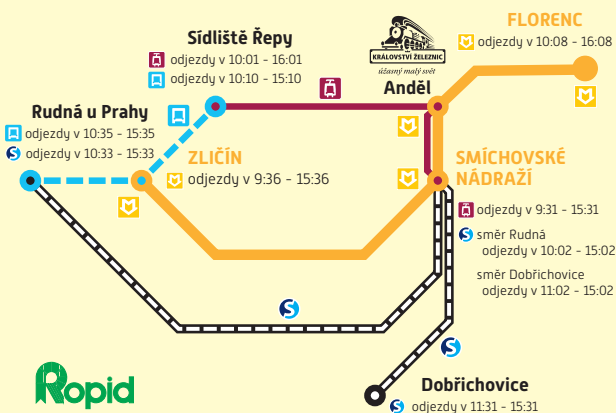 FLORENC
odjezdy v 10:08 - 16:08
Sídliště Řepy
odjezdy v 10:01 - 16:01
odjezdy v 10:10 - 15:10
KRÁLOVSTVÍ ŽELEZNIC
úžasný malý svět
Anděl
Rudná u Prahy
odjezdy v 10:35 - 15:35
S odjezdy v 10:33 - 15:33
ZLIČÍN
odjezdy v 9:36 - 15:36
SMÍCHOVSKÉ
NÁDRAŽÍ
odjezdy v 9:31 - 15:31
S směr Rudná
odjezdy v 10:02 - 15:02
směr Dobřichovice
odjezdy v 11:02 - 15:02
S
S
Ropid
Dobřichovice
S odjezdy v 11:31 - 15:31